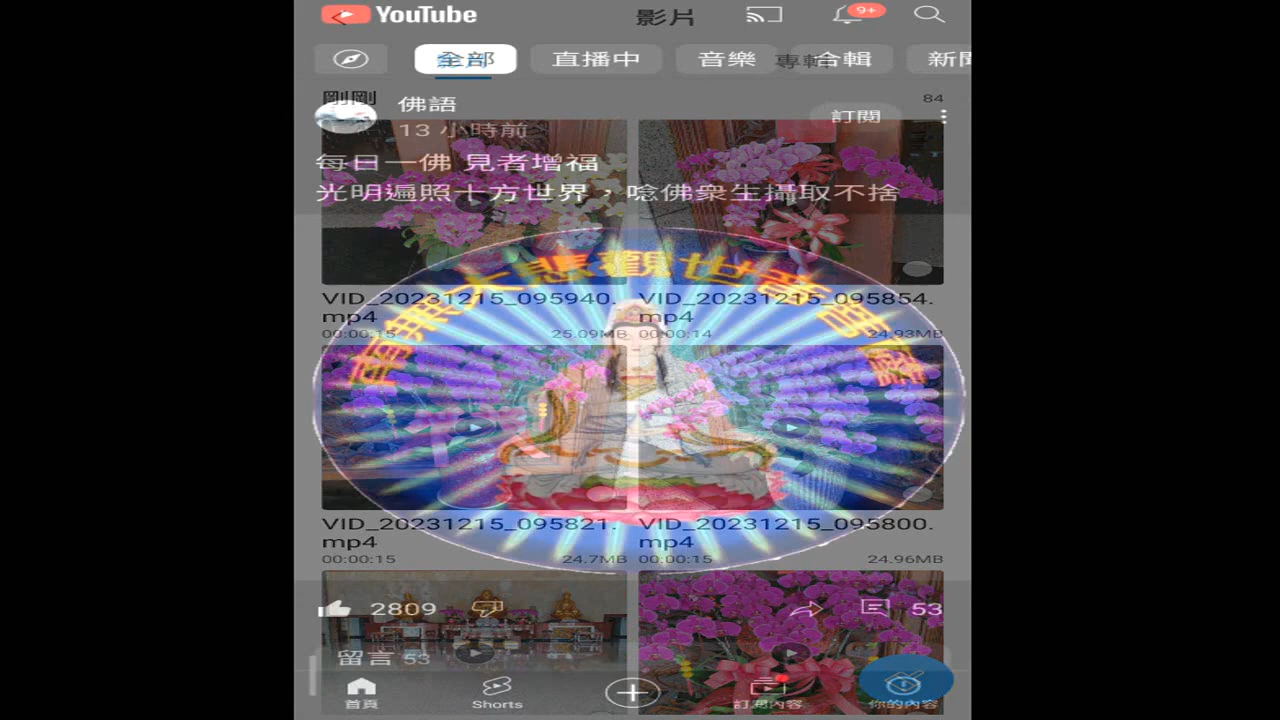 YouTube
影片
9+
全部
直播中
音樂
專輯
合輯
新聞
剛剛
84
佛語
訂閱
13 小時前
每日一佛 見者增福
光明遍照十方世界,唸佛眾生攝取不捨
南無大悲觀世音菩薩
VID_20231215_095940.mp4
00:00:15
25.09MB
VID_20231215_095854.mp4
00:00:14
24.93MB
VID_20231215_095821.mp4
00:00:15
24.7MB
VID_20231215_095800.mp4
00:00:15
24.96MB
2809
53
留言 53
首頁
Shorts
訂閱內容
你的內容